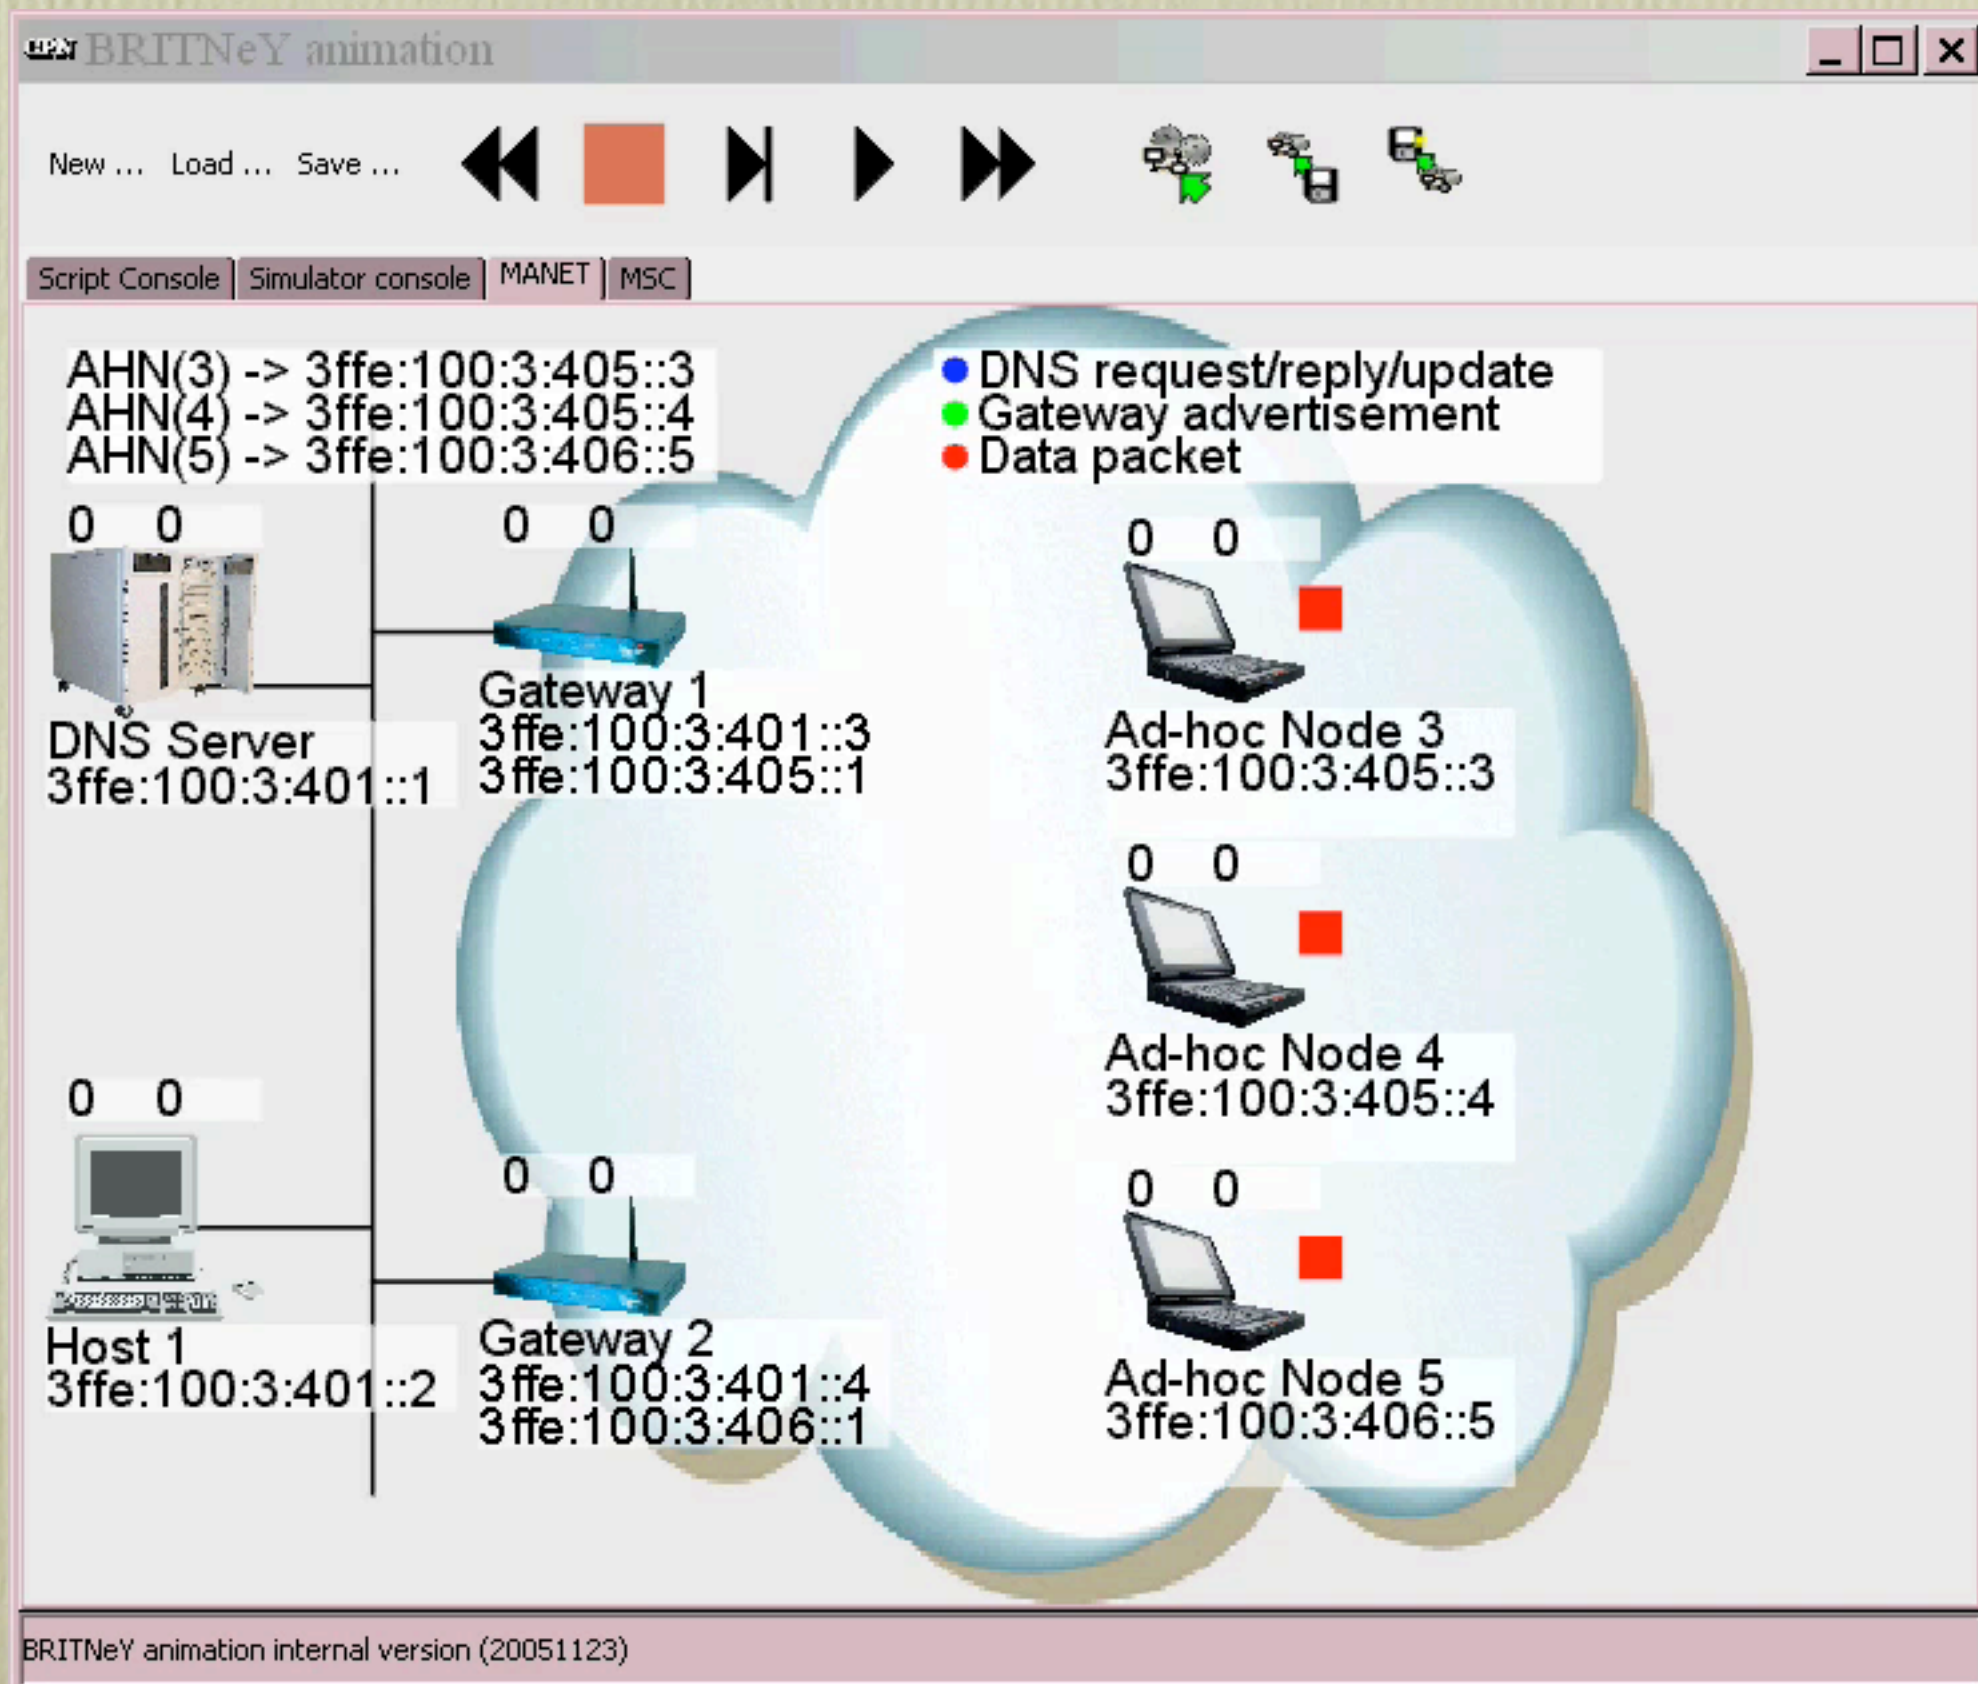 CPN BRITNeY animation
New ... Load ... Save ...
Script Console Simulator console MANET MSC
AHN(3) -> 3ffe:100:3:405::3
AHN(4) -> 3ffe:100:3:405::4
AHN(5) -> 3ffe:100:3:406::5
DNS request/reply/update
Gateway advertisement
Data packet
0 0
DNS Server
3ffe:100:3:401::1
0 0
Gateway 1
3ffe:100:3:401::3
3ffe:100:3:405::1
0 0
Ad-hoc Node 3
3ffe:100:3:405::3
0 0
Ad-hoc Node 4
3ffe:100:3:405::4
0 0
Host 1
3ffe:100:3:401::2
0 0
Gateway 2
3ffe:100:3:401::4
3ffe:100:3:406::1
0 0
Ad-hoc Node 5
3ffe:100:3:406::5
BRITNeY animation internal version (20051123)